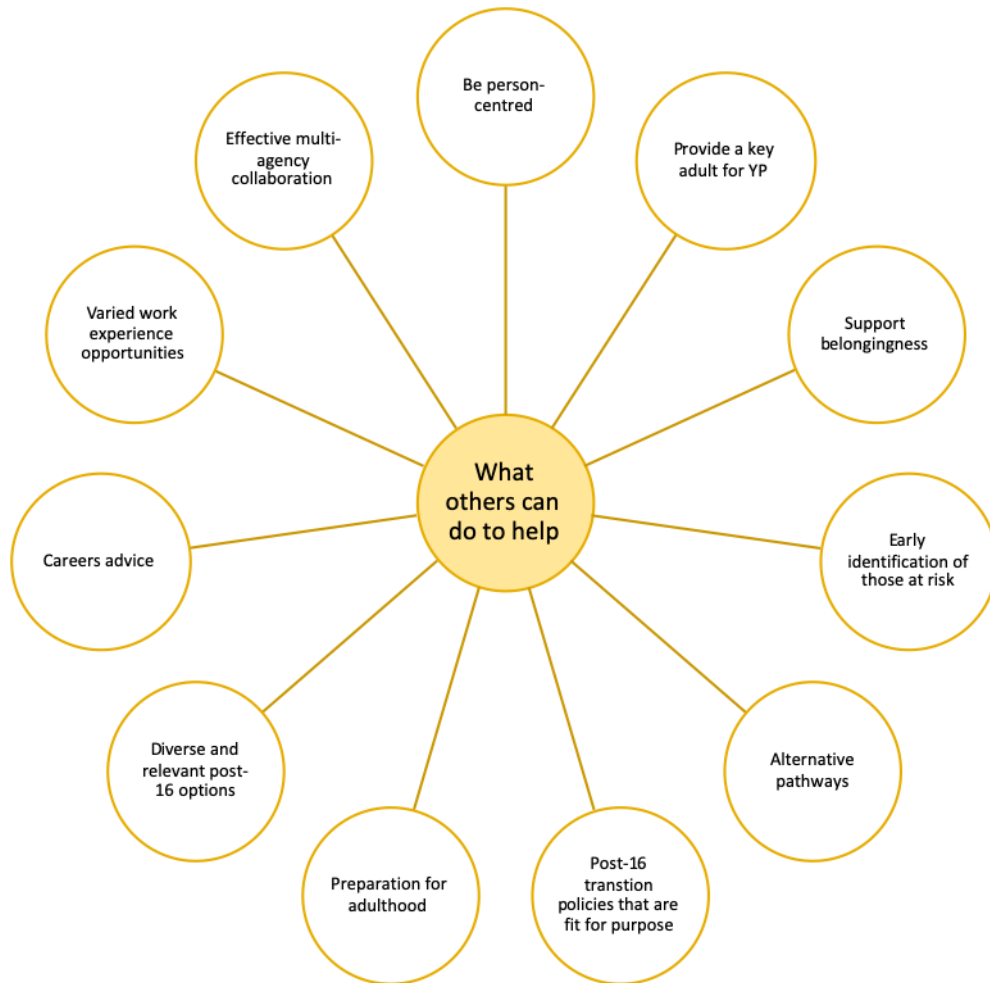 Be person-
centred
Provide a key
adult for YP
Support
belongingness
Early
identification of
those at risk
Alternative
pathways
Post-16
transtion
policies that are
fit for purpose
Preparation for
adulthood
Diverse and
relevant post-
16 options
Careers advice
Varied work
experience
opportunities
Effective multi-
agency
collaboration
What
others can
do to help